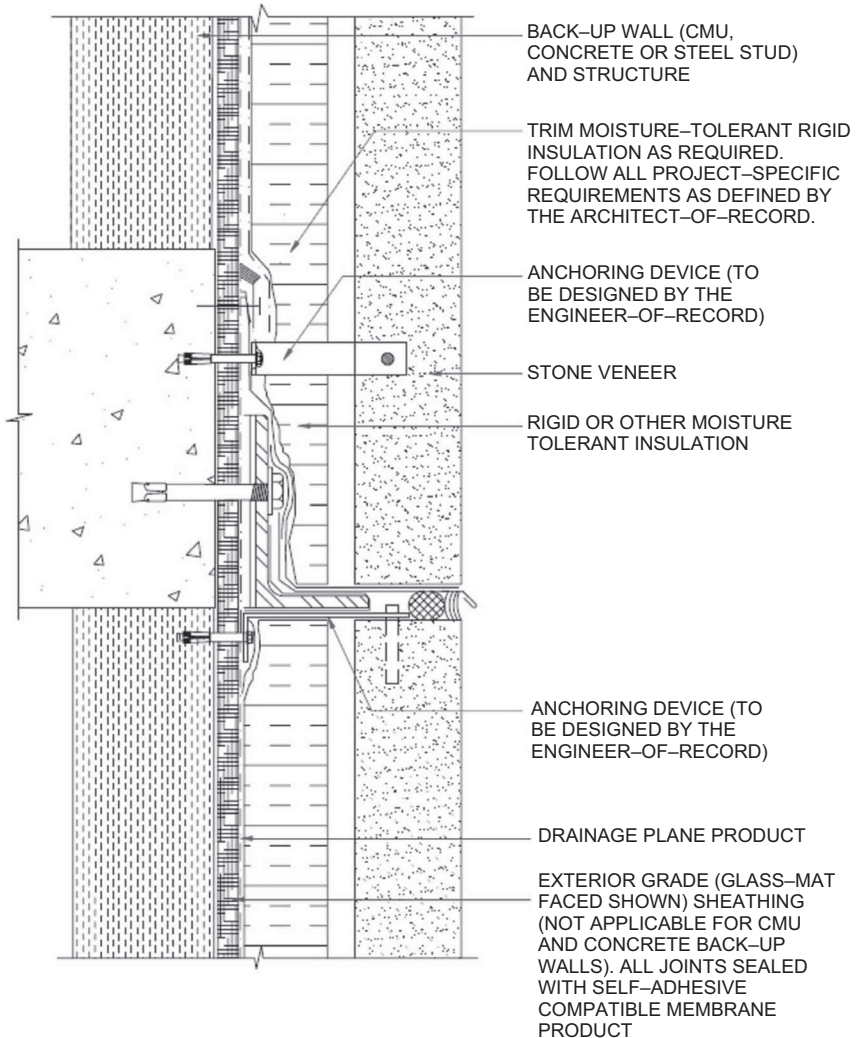 BACK–UP WALL (CMU,
CONCRETE OR STEEL STUD)
AND STRUCTURE
TRIM MOISTURE–TOLERANT RIGID
INSULATION AS REQUIRED.
FOLLOW ALL PROJECT–SPECIFIC
REQUIREMENTS AS DEFINED BY
THE ARCHITECT–OF–RECORD.
ANCHORING DEVICE (TO
BE DESIGNED BY THE
ENGINEER–OF–RECORD)
STONE VENEER
RIGID OR OTHER MOISTURE
TOLERANT INSULATION
ANCHORING DEVICE (TO
BE DESIGNED BY THE
ENGINEER–OF–RECORD)
DRAINAGE PLANE PRODUCT
EXTERIOR GRADE (GLASS–MAT
FACED SHOWN) SHEATHING
(NOT APPLICABLE FOR CMU
AND CONCRETE BACK–UP
WALLS). ALL JOINTS SEALED
WITH SELF–ADHESIVE
COMPATIBLE MEMBRANE
PRODUCT